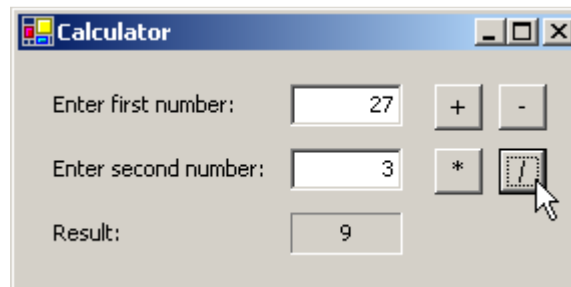 Calculator
Enter first number: 27 + -
Enter second number: 3 * /
Result: 9